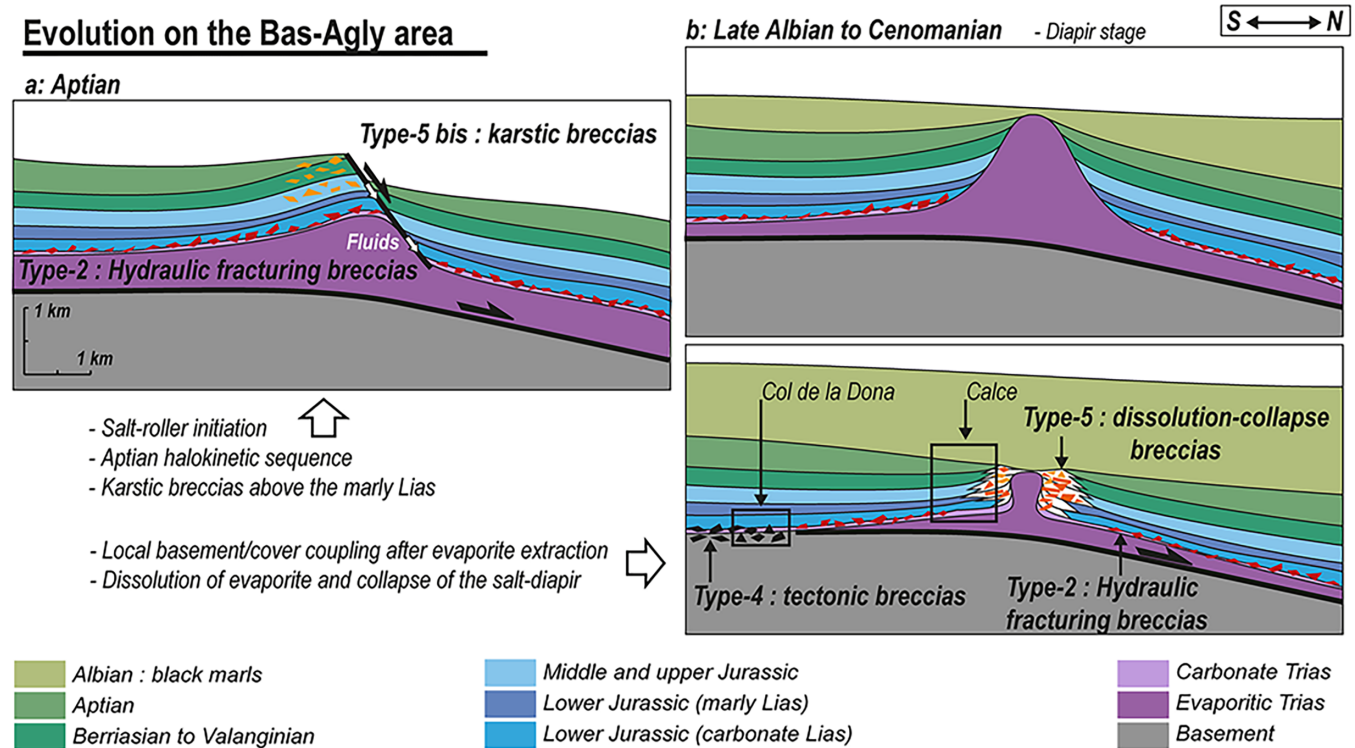 Evolution on the Bas-Agly area
a: Aptian
Type-5 bis : karstic breccias
Fluids
Type-2 : Hydraulic fracturing breccias
1 km
1 km
- Salt-roller initiation
- Aptian halokinetic sequence
- Karstic breccias above the marly Lias
- Local basement/cover coupling after evaporite extraction
- Dissolution of evaporite and collapse of the salt-diapir
b: Late Albian to Cenomanian - Diapir stage
S N
Col de la Dona
Calce
Type-5 : dissolution-collapse
breccias
Type-4 : tectonic breccias
Type-2 : Hydraulic
fracturing breccias
Albian : black marls
Aptian
Berriasian to Valanginian
Middle and upper Jurassic
Lower Jurassic (marly Lias)
Lower Jurassic (carbonate Lias)
Carbonate Trias
Evaporitic Trias
Basement